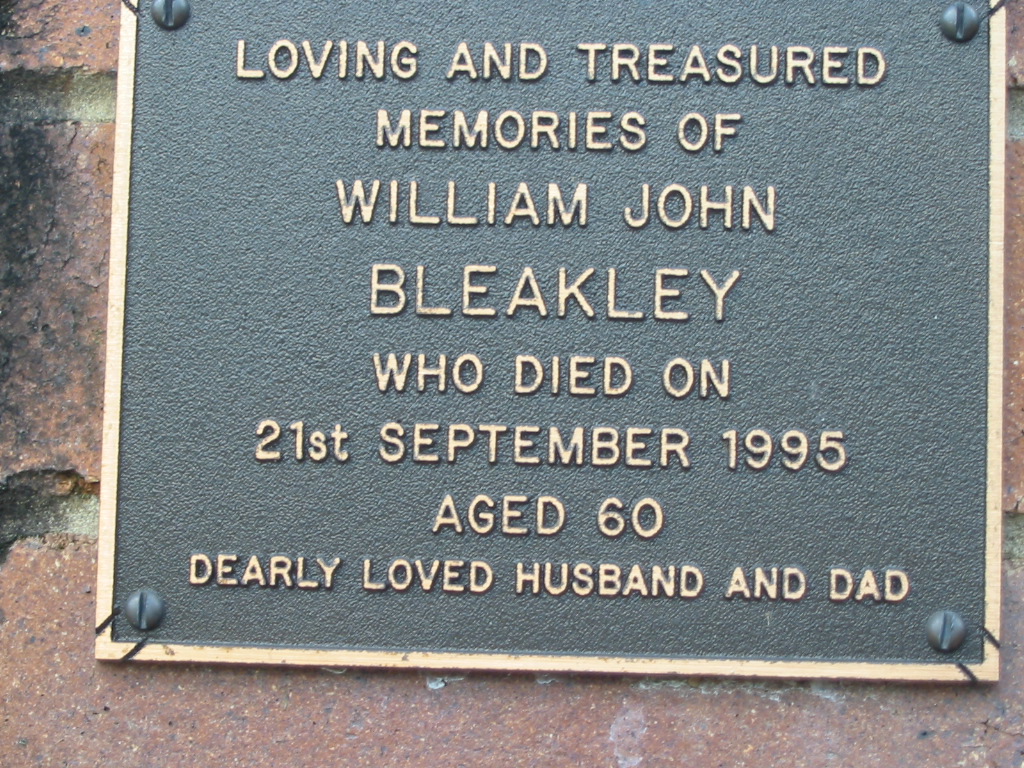 LOVING AND TREASURED
MEMORIES OF
WILLIAM JOHN
BLEAKLEY
WHO DIED ON
21st SEPTEMBER 1995
AGED 60
DEARLY LOVED HUSBAND AND DAD